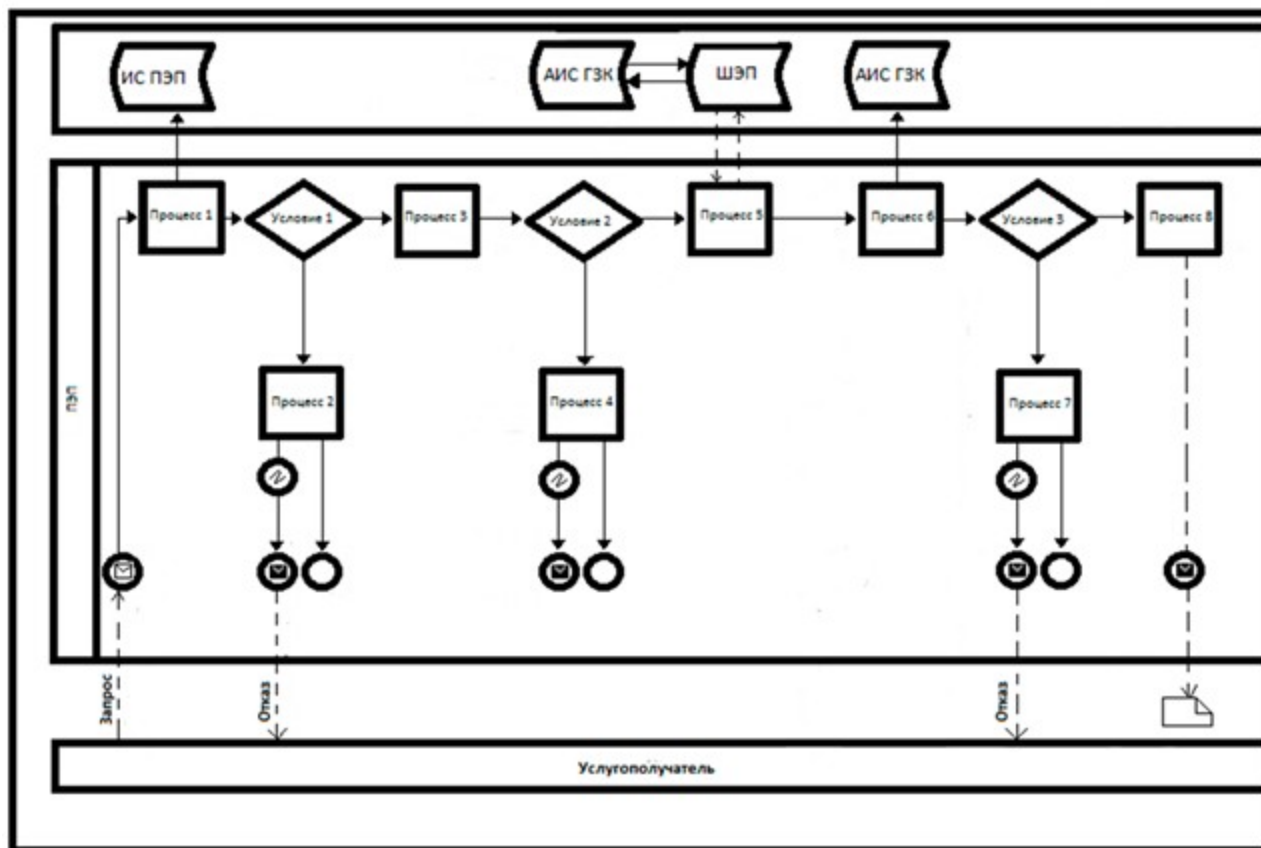 ИС ПЭП
АИС ГЗК
ШЭП
АИС ГЗК
Процесс 1
Условие 1
Процесс 3
Условие 2
Процесс 5
Процесс 6
Условие 3
Процесс 8
ПЭП
Процесс 2
Процесс 4
Процесс 7
Запрос
Отказ
Отказ
Услугополучатель